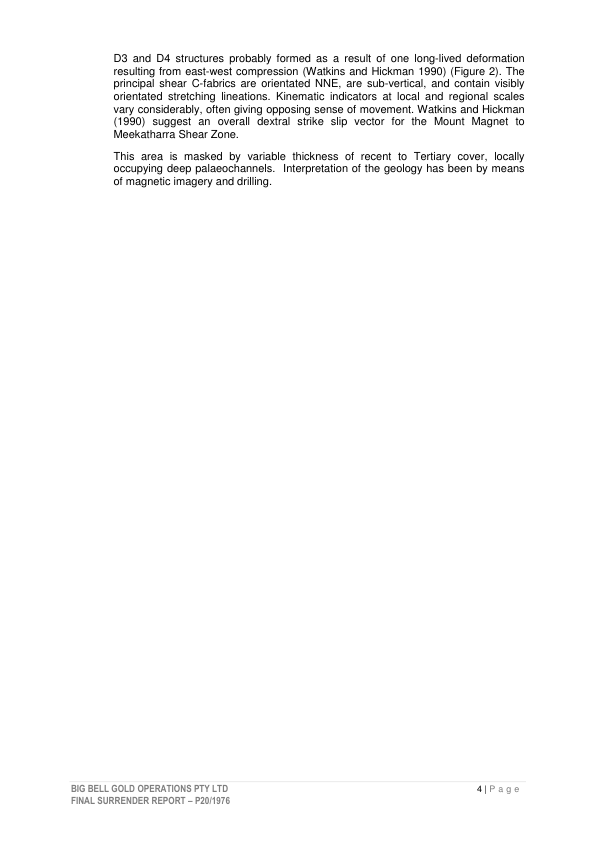 D3 and D4 structures probably formed as a result of one long-lived deformation
resulting from east-west compression (Watkins and Hickman 1990) (Figure 2). The
principal shear C-fabrics are orientated NNE, are sub-vertical, and contain visibly
orientated stretching lineations. Kinematic indicators at local and regional scales
vary considerably, often giving opposing sense of movement. Watkins and Hickman
(1990) suggest an overall dextral strike slip vector for the Mount Magnet to
Meekatharra Shear Zone.
This area is masked by variable thickness of recent to Tertiary cover, locally
occupying deep palaeochannels.  Interpretation of the geology has been by means
of magnetic imagery and drilling.
BIG BELL GOLD OPERATIONS PTY LTD
4 | P a g e
FINAL SURRENDER REPORT – P20/1976